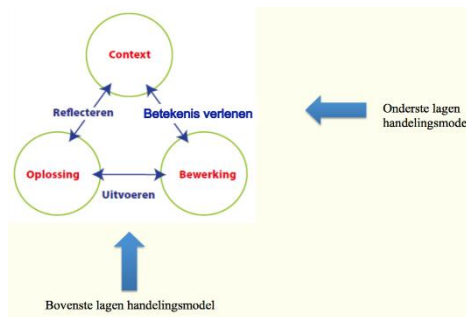 Context
Reflecteren
Betekenis verlenen
Onderste lagen
handelingsmode
Oplossing
Bewerking
Uitvoeren
Bovenste lagen handelingsmodel